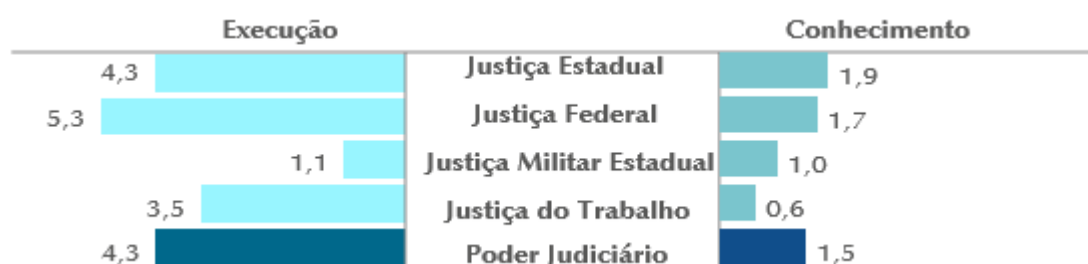 Execução Conhecimento
4,3 Justiça Estadual 1,9
5,3 Justiça Federal 1,7
1,1 Justiça Militar Estadual 1,0
3,5 Justiça do Trabalho 0,6
4,3 Poder Judiciário 1,5